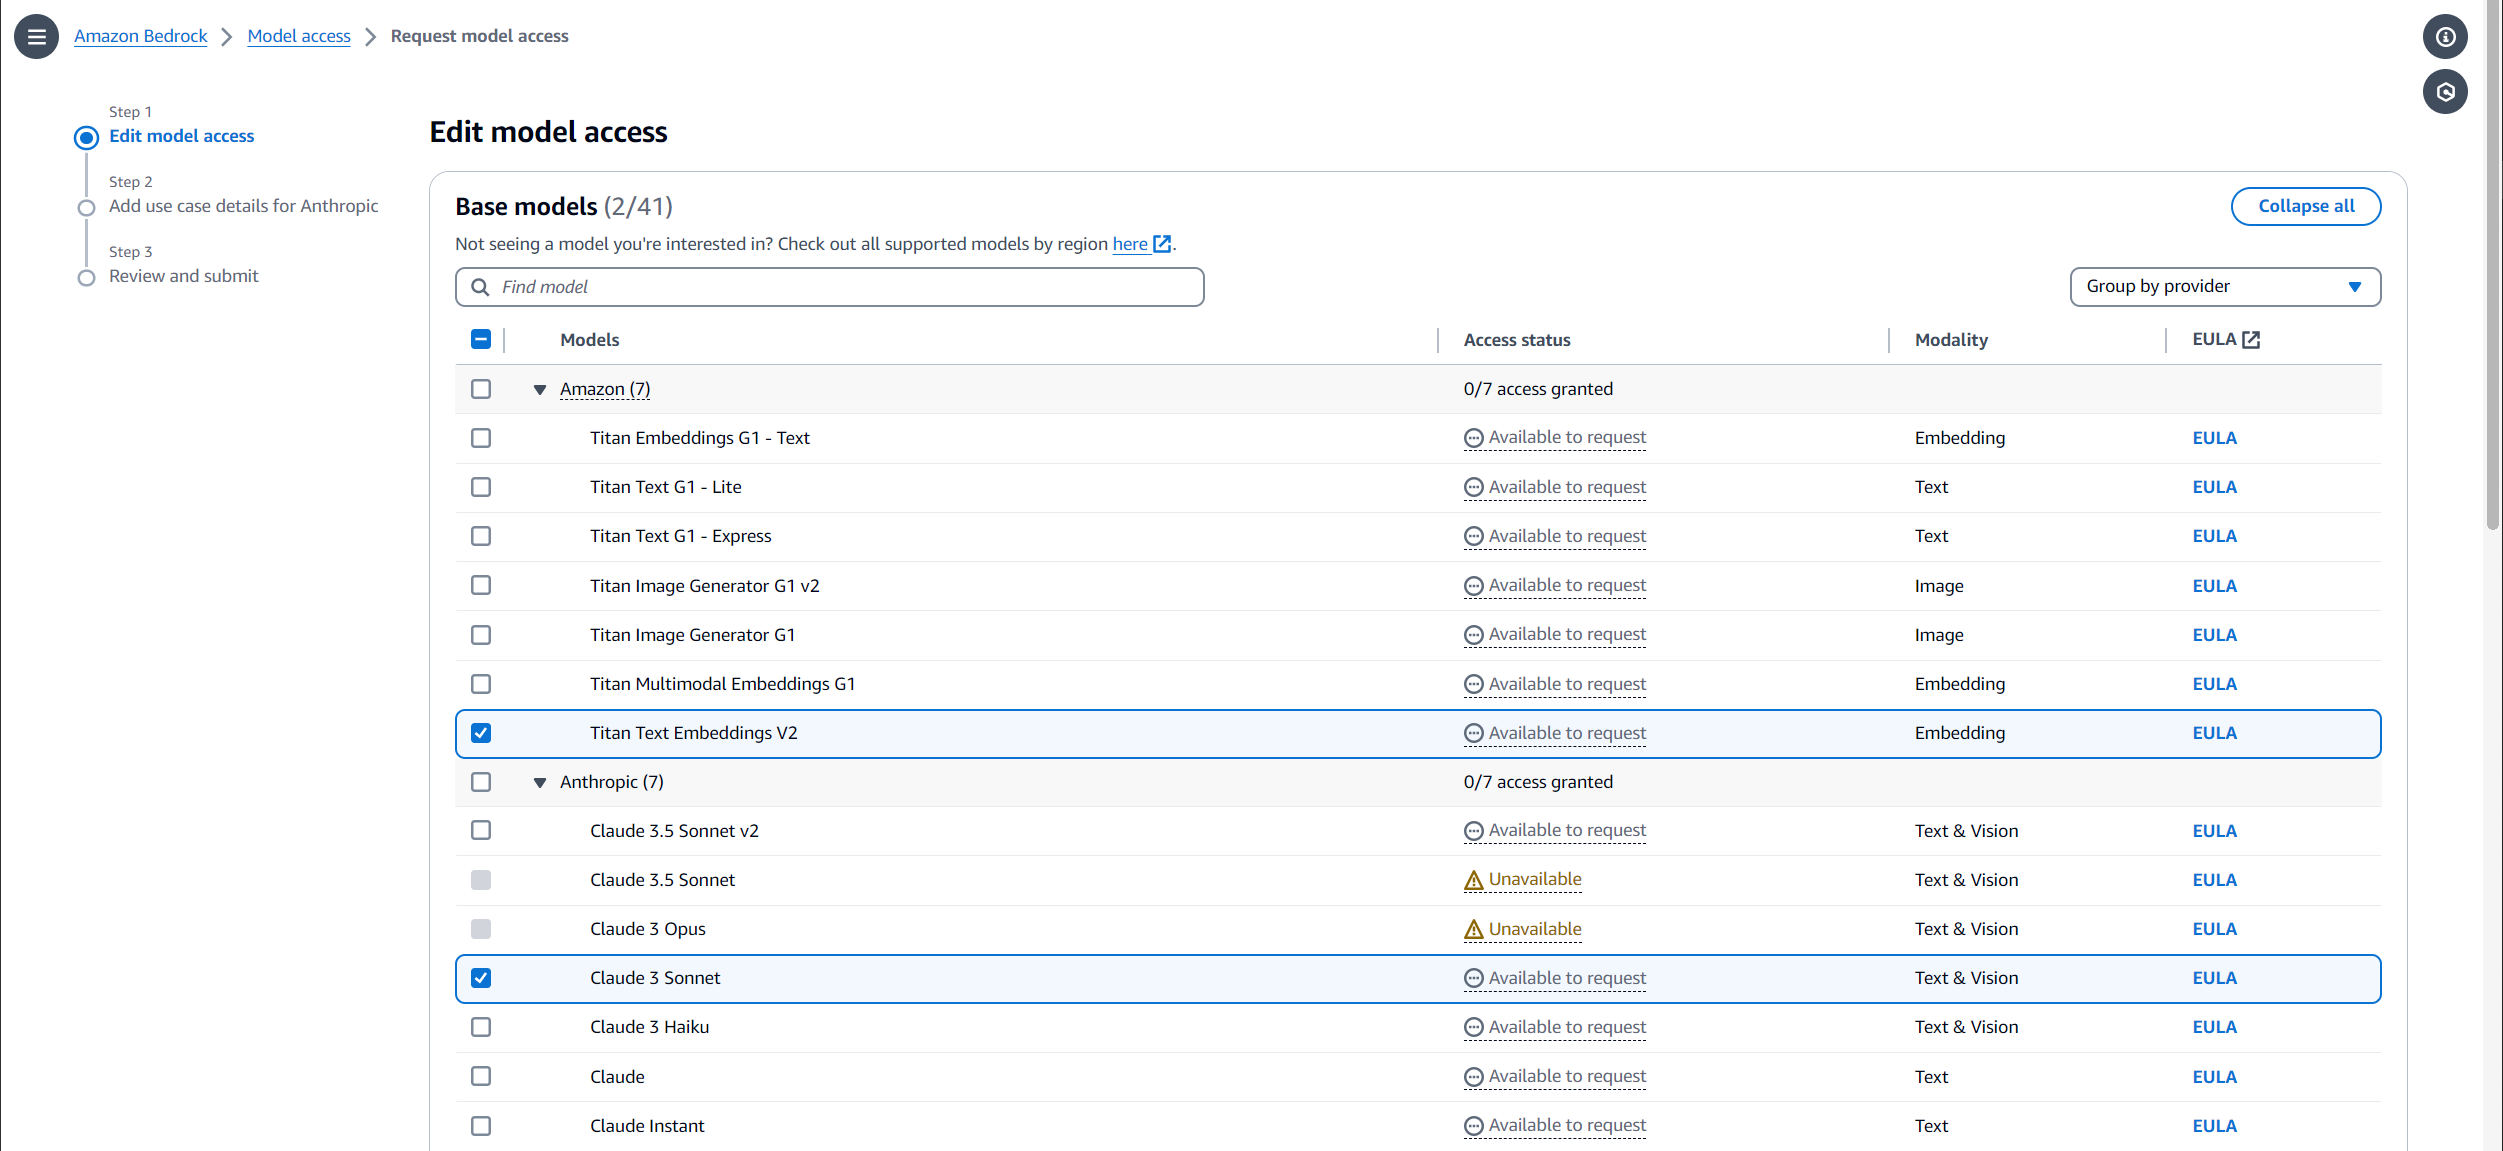 Amazon Bedrock > Model access > Request model access
Step 1
Edit model access
Step 2
Add use case details for Anthropic
Step 3
Review and submit
Edit model access
Base models (2/41)
Collapse all
Not seeing a model you're interested in? Check out all supported models by region here.
Find model
Group by provider
Models Access status Modality EULA
Amazon (7) 0/7 access granted
Titan Embeddings G1 - Text Available to request Embedding EULA
Titan Text G1 - Lite Available to request Text EULA
Titan Text G1 - Express Available to request Text EULA
Titan Image Generator G1 v2 Available to request Image EULA
Titan Image Generator G1 Available to request Image EULA
Titan Multimodal Embeddings G1 Available to request Embedding EULA
Titan Text Embeddings V2 Available to request Embedding EULA
Anthropic (7) 0/7 access granted
Claude 3.5 Sonnet v2 Available to request Text & Vision EULA
Claude 3.5 Sonnet Unavailable Text & Vision EULA
Claude 3 Opus Unavailable Text & Vision EULA
Claude 3 Sonnet Available to request Text & Vision EULA
Claude 3 Haiku Available to request Text & Vision EULA
Claude Available to request Text EULA
Claude Instant Available to request Text EULA